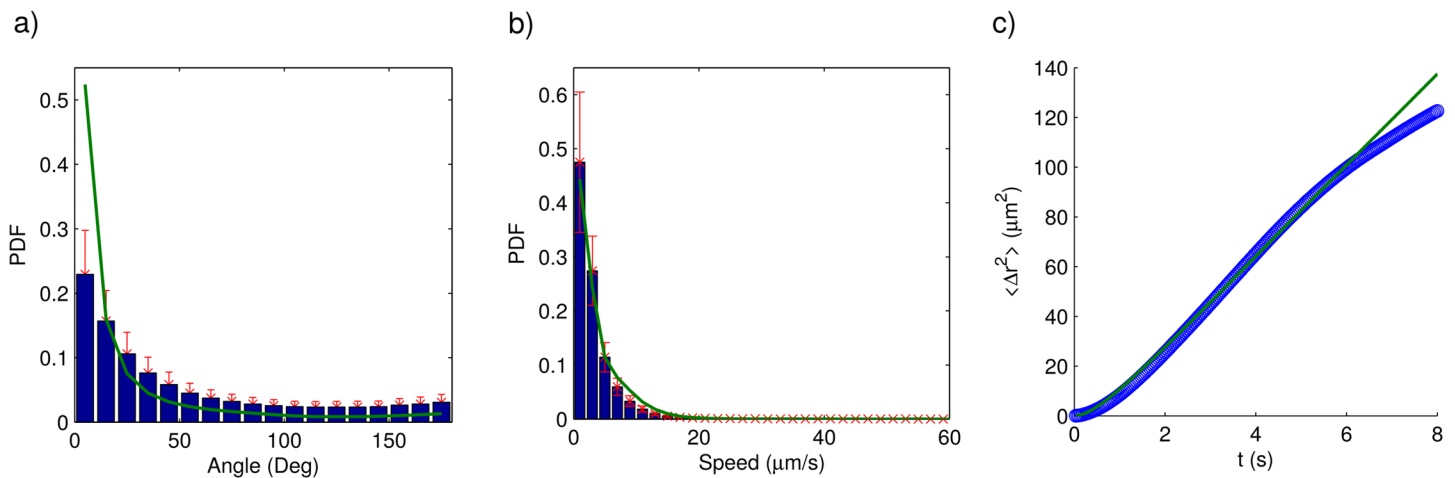 a)
PDF
0.5
0.4
0.3
0.2
0.1
0
0 50 100 150
Angle (Deg)
b)
PDF
0.6
0.5
0.4
0.3
0.2
0.1
0
0 20 40 60
Speed (μm/s)
c)
<Δr²> (μm²)
140
120
100
80
60
40
20
0
0 2 4 6 8
t (s)